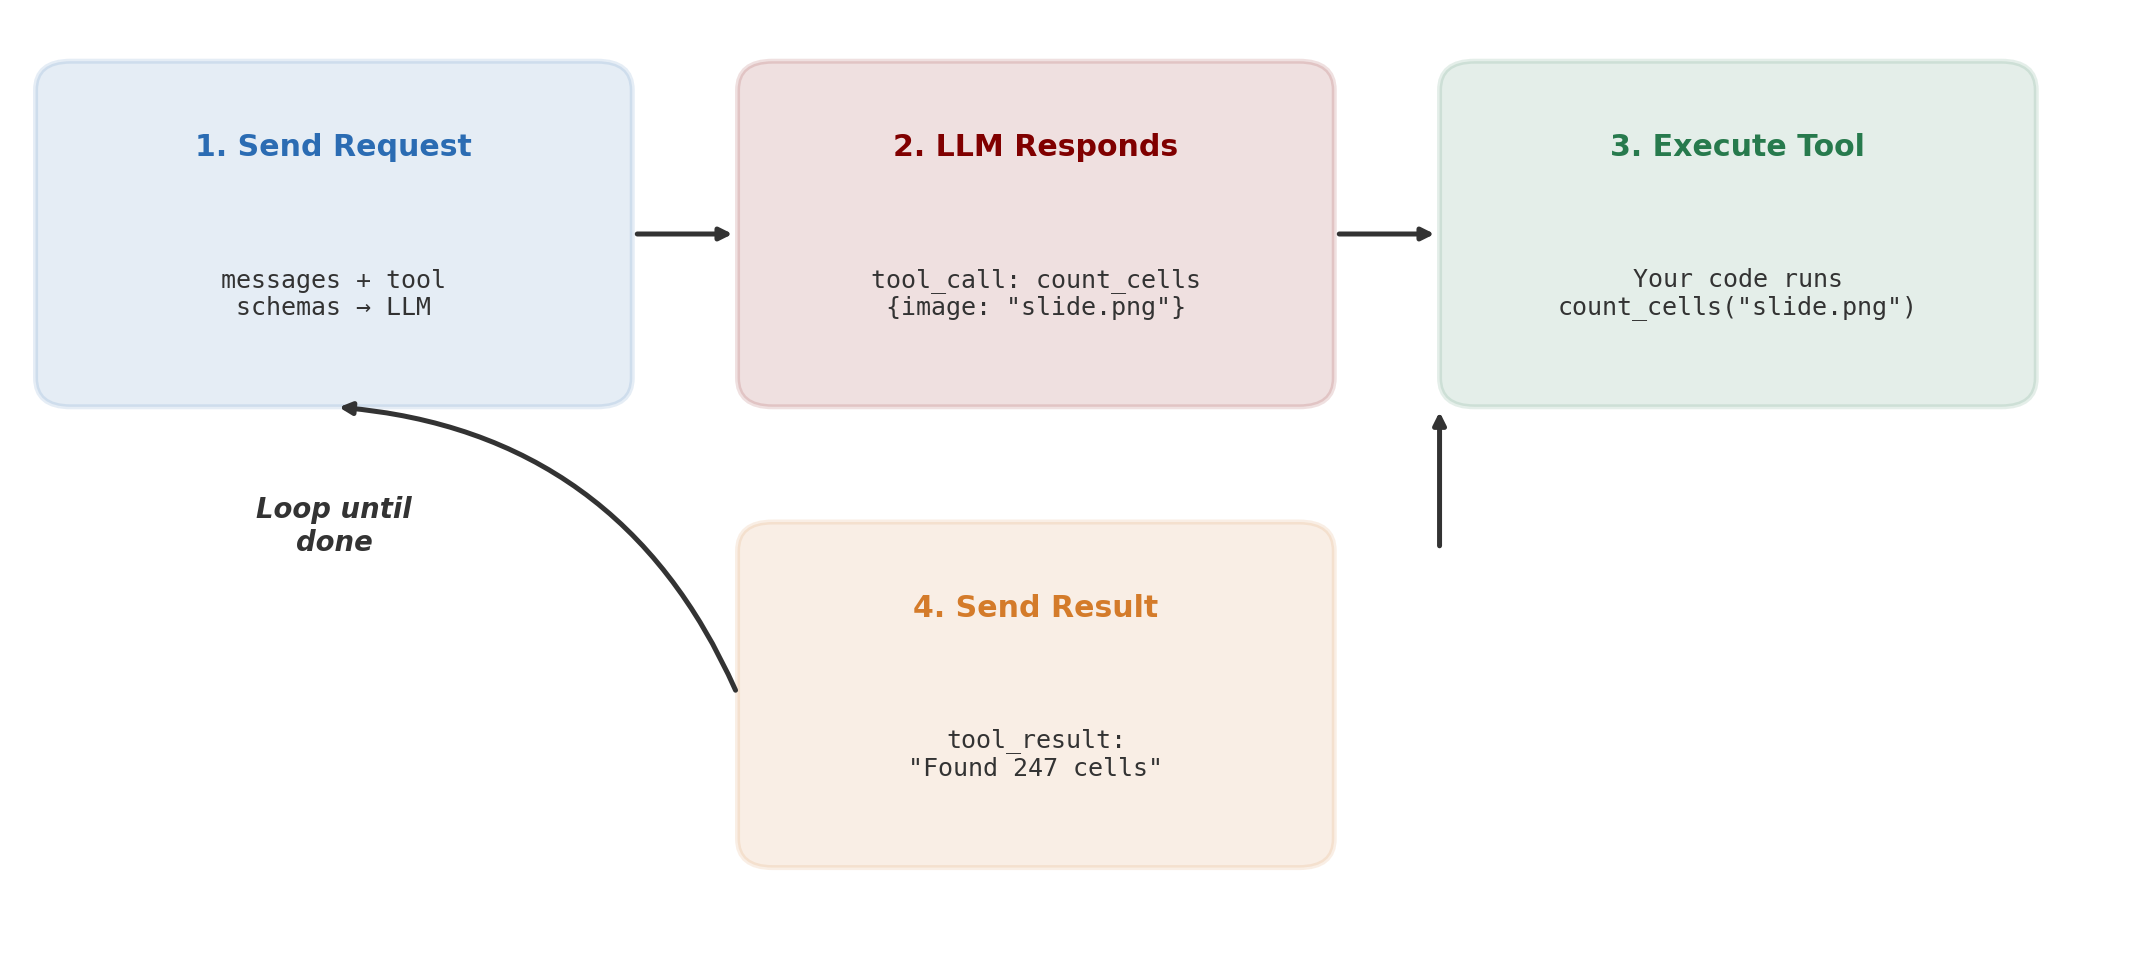 1. Send Request
messages + tool
schemas → LLM
2. LLM Responds
tool_call: count_cells
{image: "slide.png"}
3. Execute Tool
Your code runs
count_cells("slide.png")
Loop until
done
4. Send Result
tool_result:
"Found 247 cells"